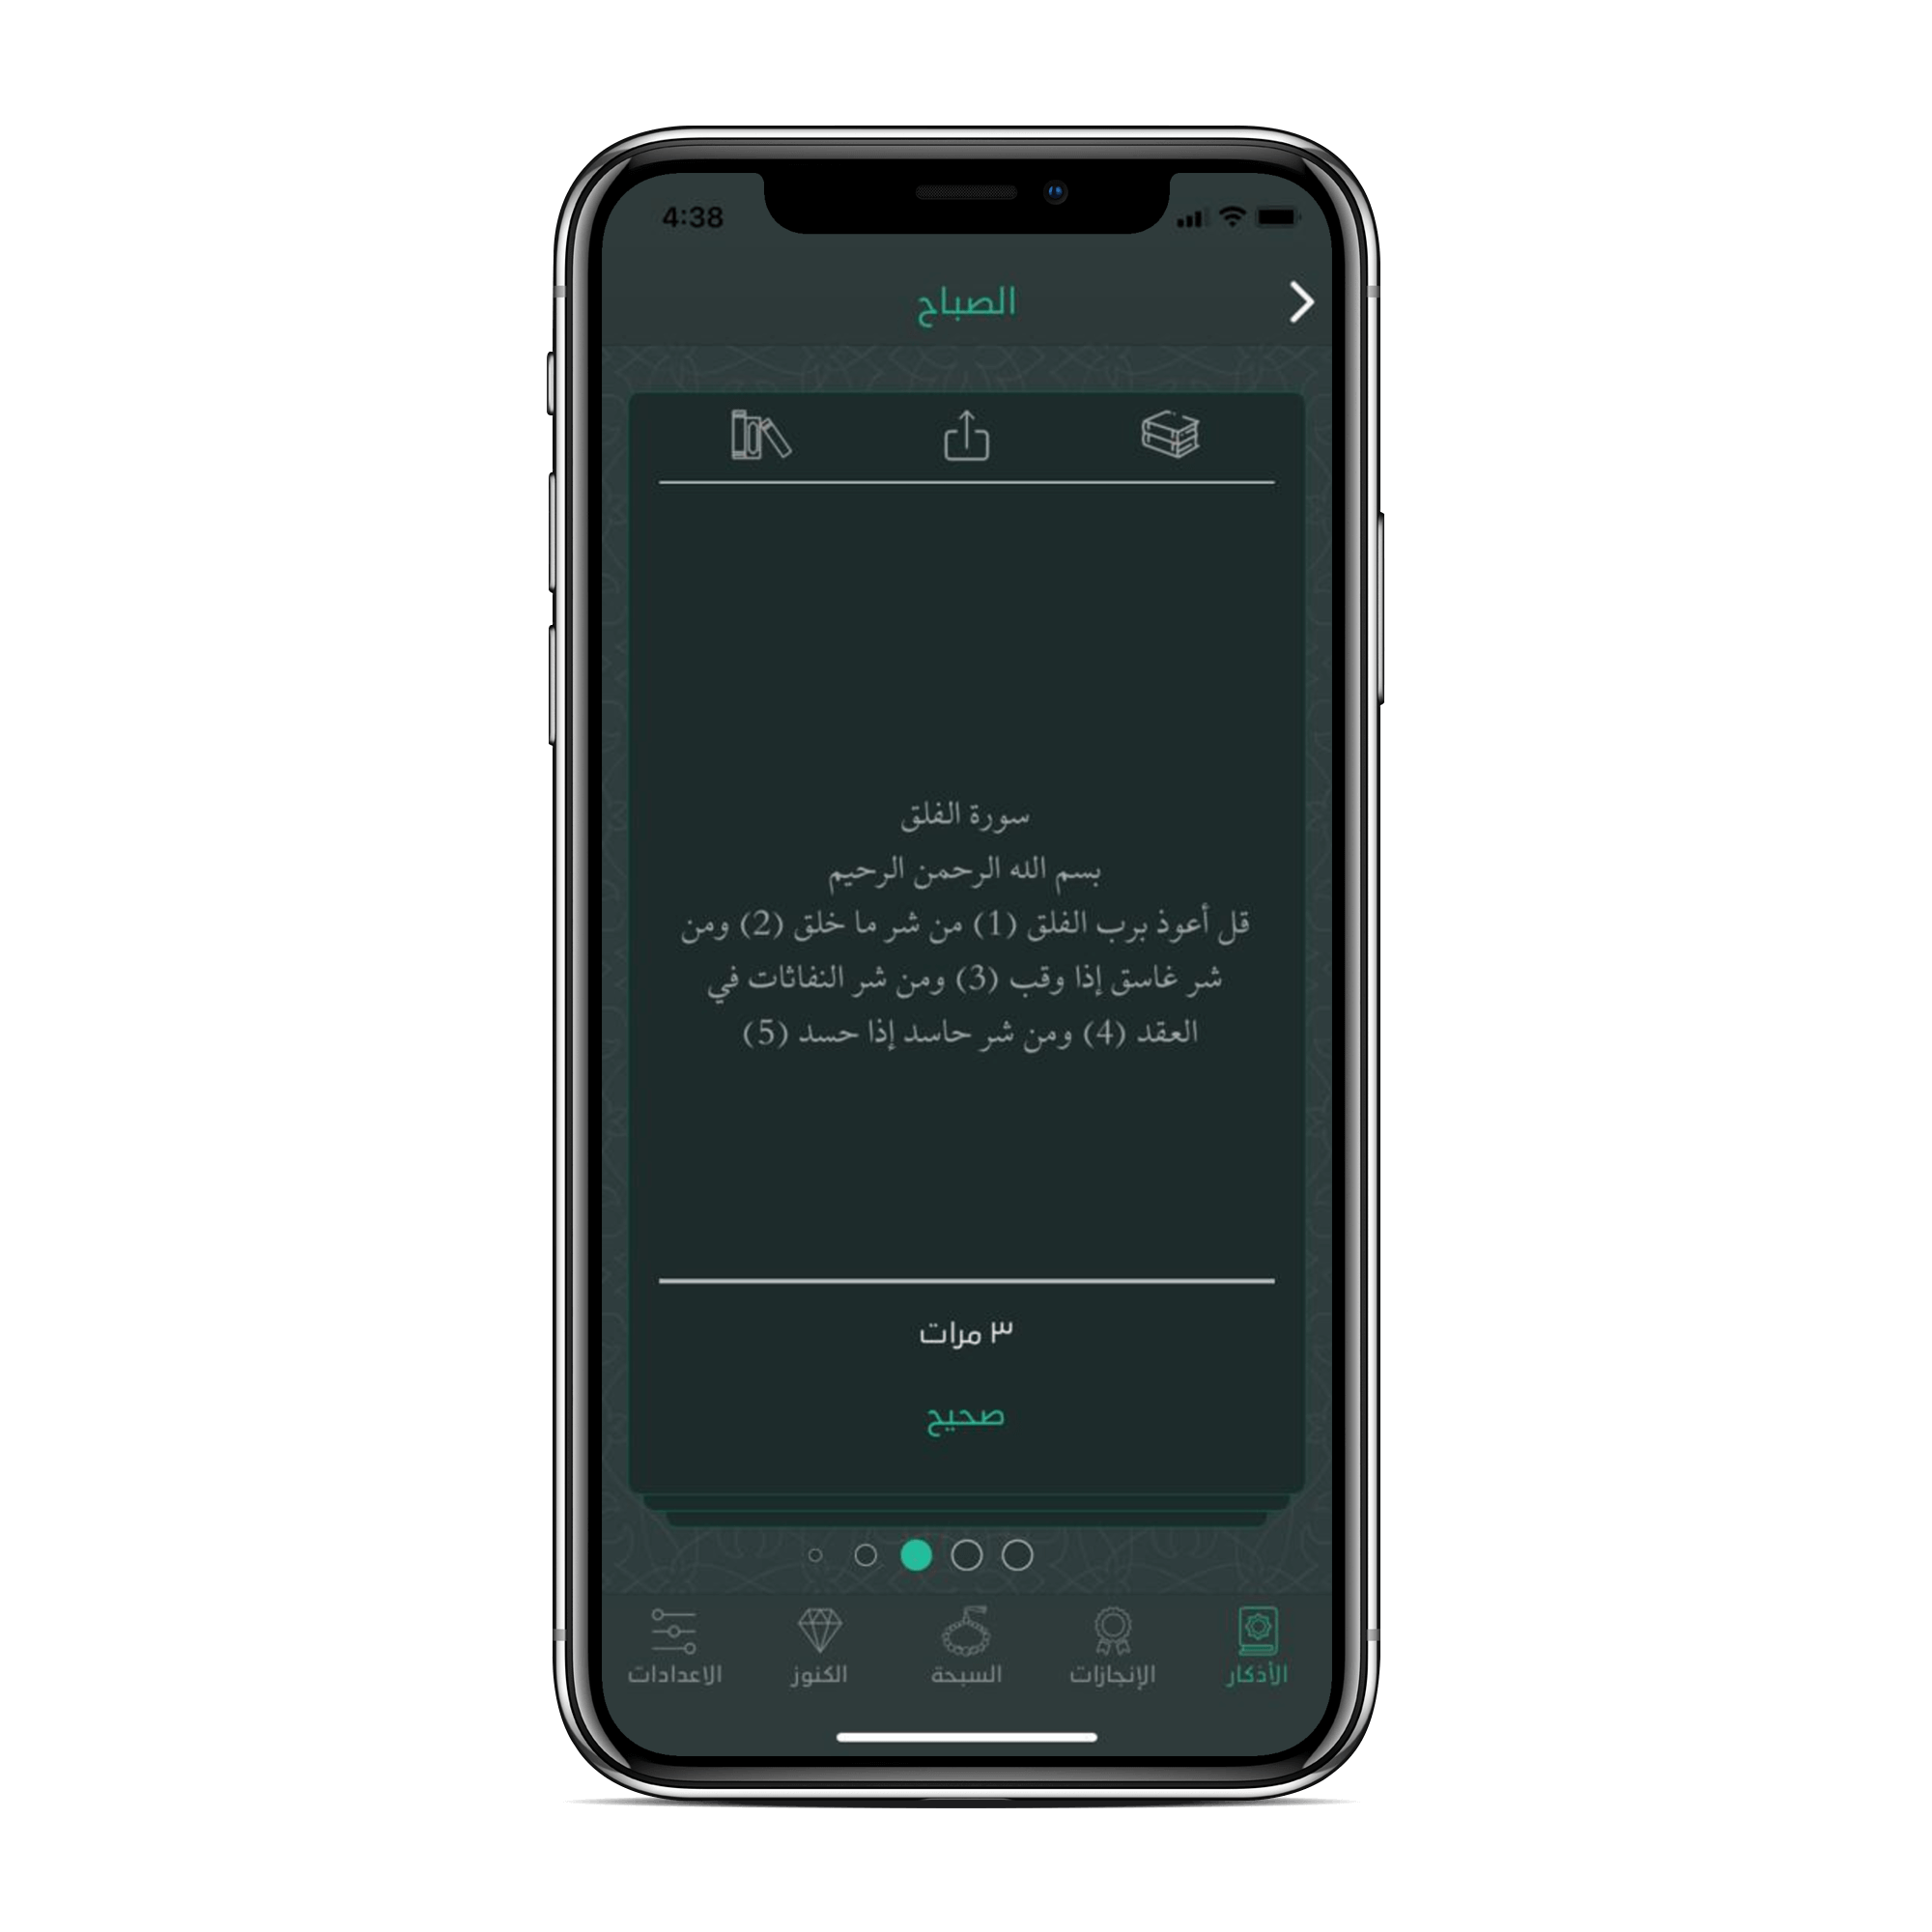 4:38
الصباح
سورة الفلق
بسم الله الرحمن الرحيم
قل أعوذ برب الفلق (1) من شر ما خلق (2) ومن
شر غاسق إذا وقب (3) ومن شر النفاثات في
العقد (4) ومن شر حاسد إذا حسد (5)
٣ مرات
صحيح
الأذكار
الإنجازات
السبحة
الكنوز
الاعدادات